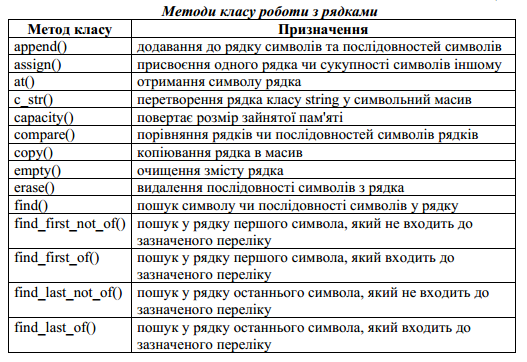 Методи класу роботи з рядками
Метод класу Призначення
append() додавання до рядку символів та послідовностей символів
assign() присвоєння одного рядка чи сукупності символів іншому
at() отримання символу рядка
c_str() перетворення рядка класу string у символьний масив
capacity() повертає розмір зайнятої пам'яті
compare() порівняння рядків чи послідовностей символів рядків
copy() копіювання рядка в масив
empty() очищення змісту рядка
erase() видалення послідовності символів з рядка
find() пошук символу чи послідовності символів у рядку
find_first_not_of() пошук у рядку першого символа, який не входить до
зазначеного переліку
find_first_of() пошук у рядку першого символа, який входить до
зазначеного переліку
find_last_not_of() пошук у рядку останнього символа, який не входить до
зазначеного переліку
find_last_of() пошук у рядку останнього символа, який входить до
зазначеного переліку